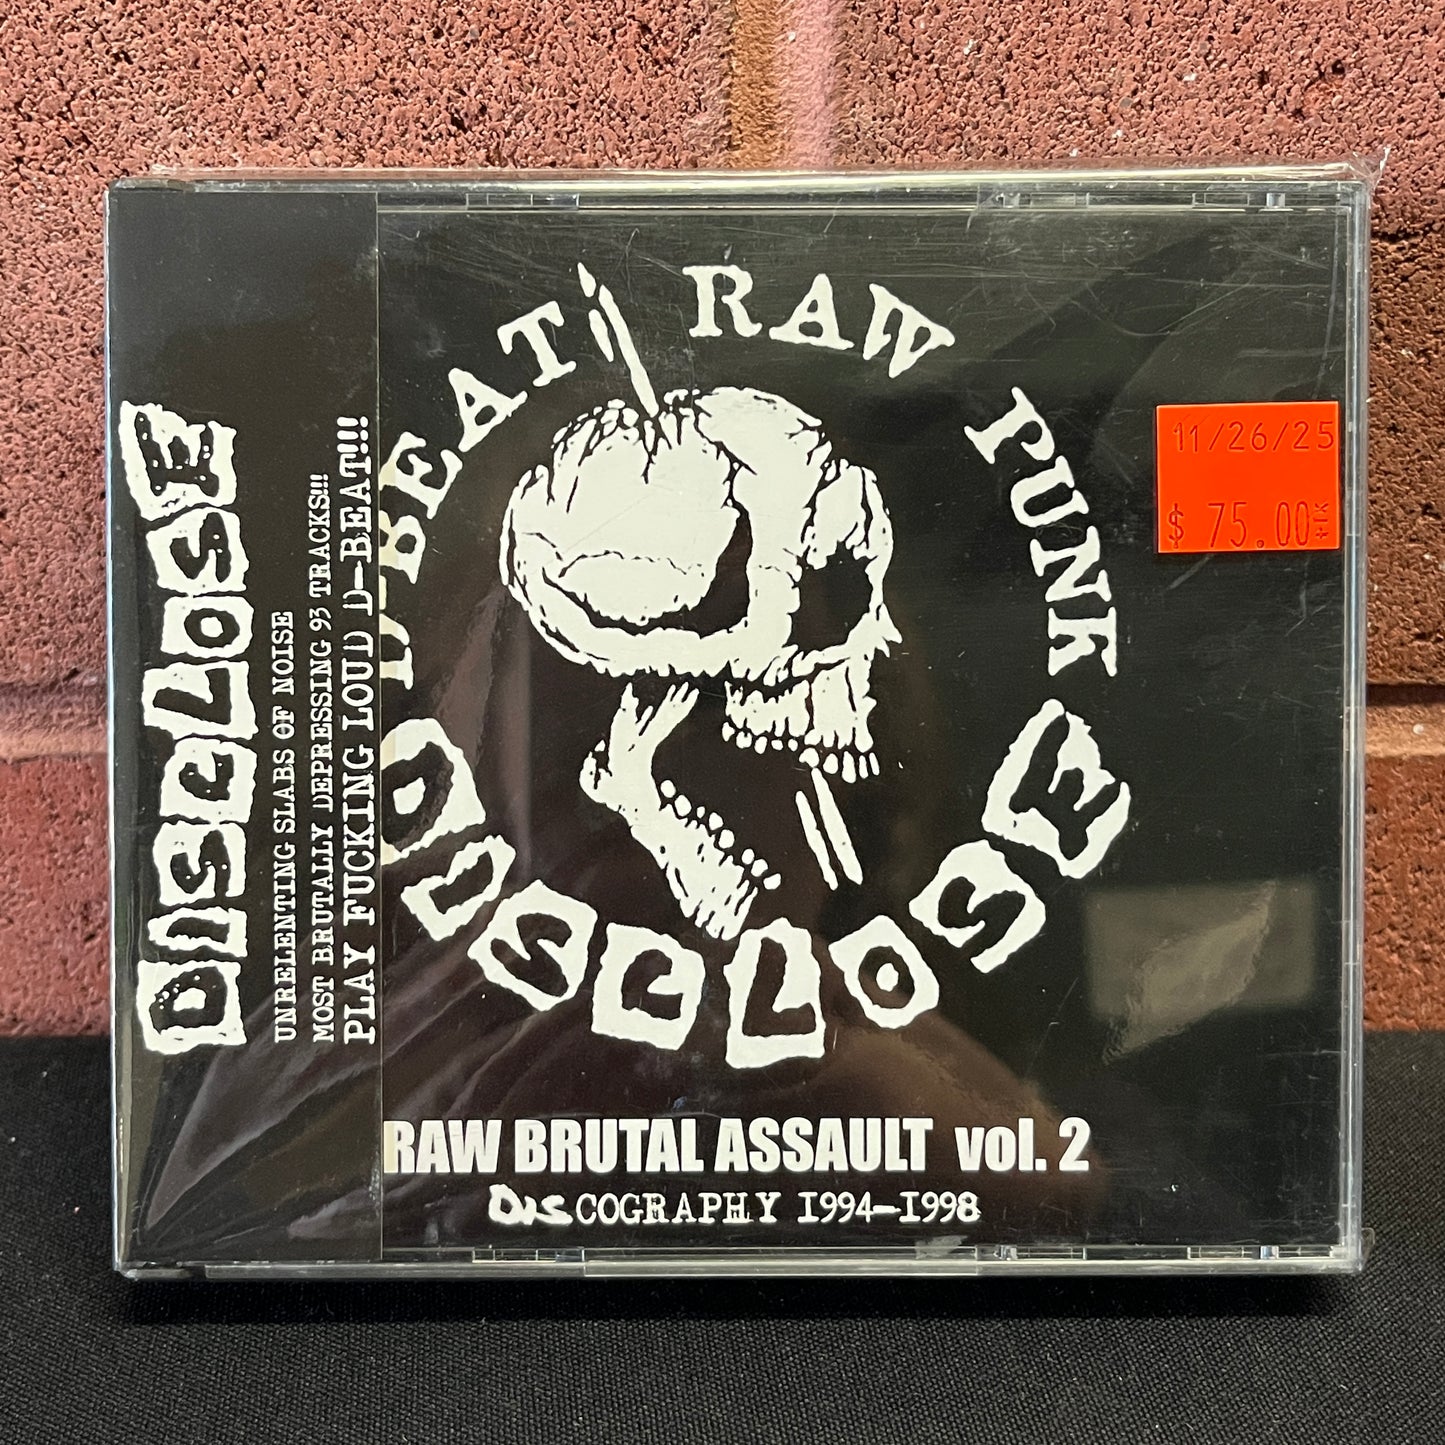 DISCLOSE
UNRELENTING SLABS OF NOISE
MOST BRUTALLY DEPRESSING 93 TRACKS!!!
PLAY FUCKING LOUD D-BEAT!!!
D-BEAT RAW PUNK
DISCLOSE
RAW BRUTAL ASSAULT vol. 2
DISCOGRAPHY 1994-1998
11/26/25
$ 75.00